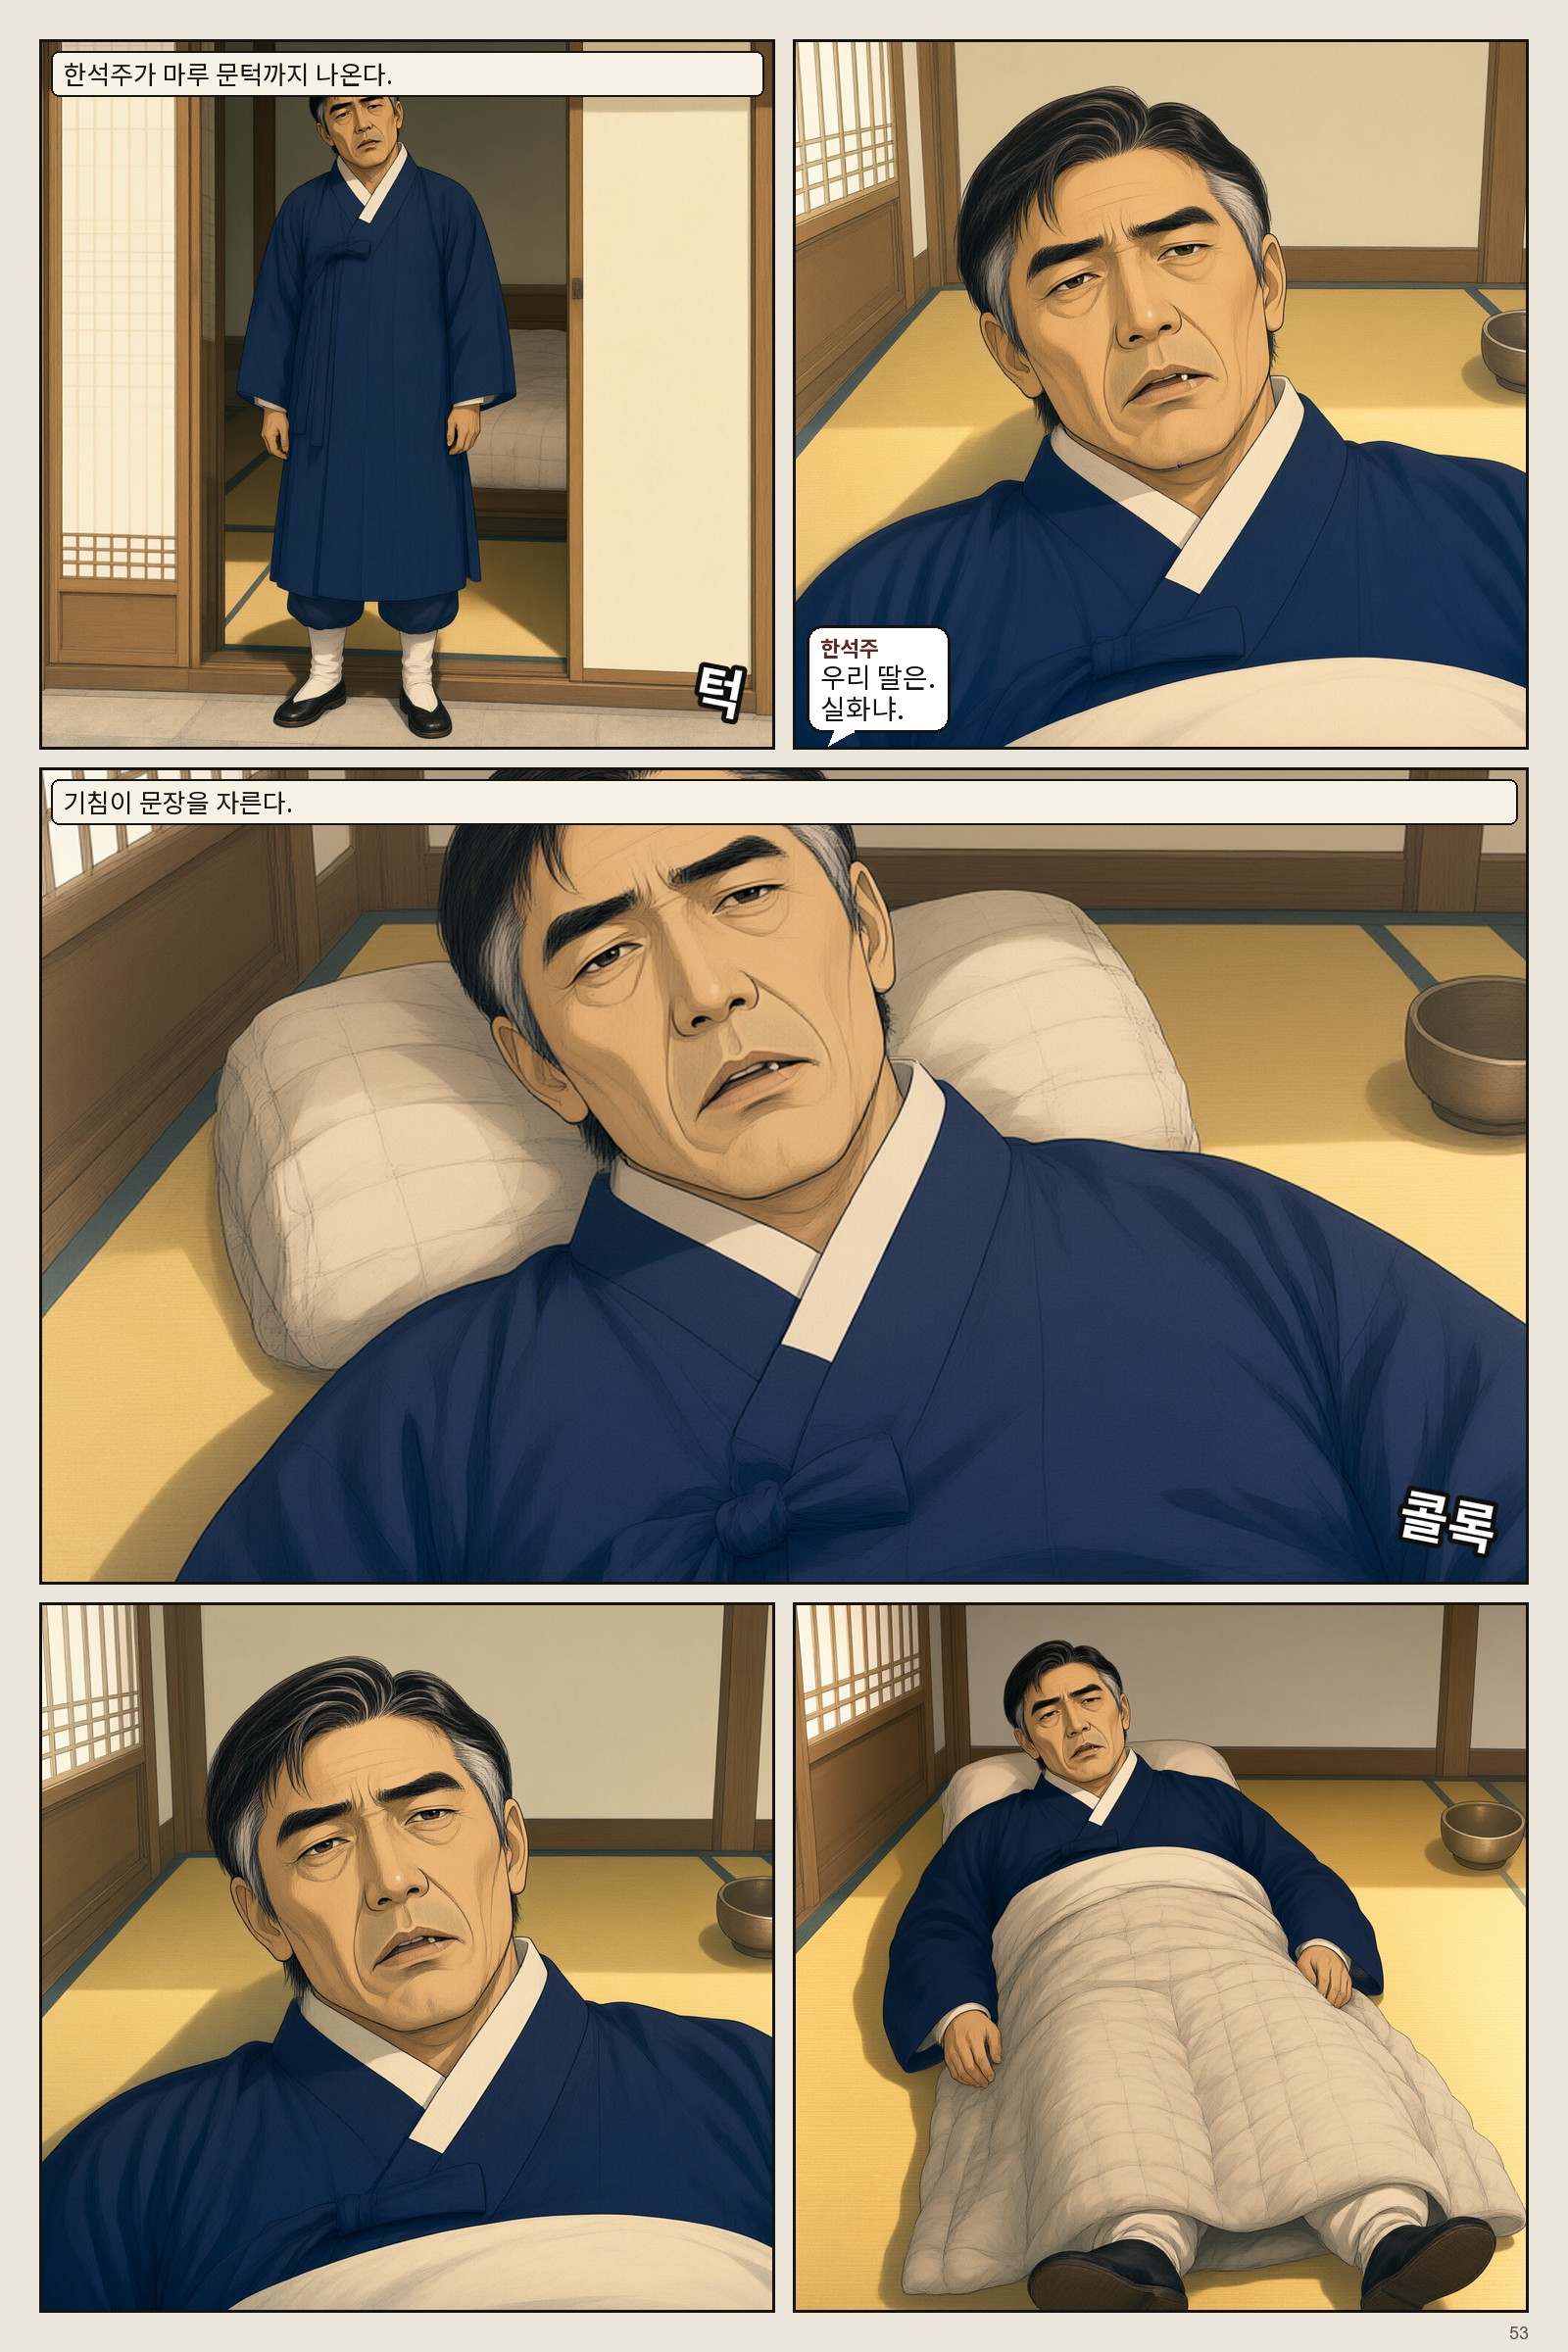 한석주가 마루 문턱까지 나온다.
턱
한석주
우리 딸은.
실화냐.
기침이 문장을 자른다.
콜록
53